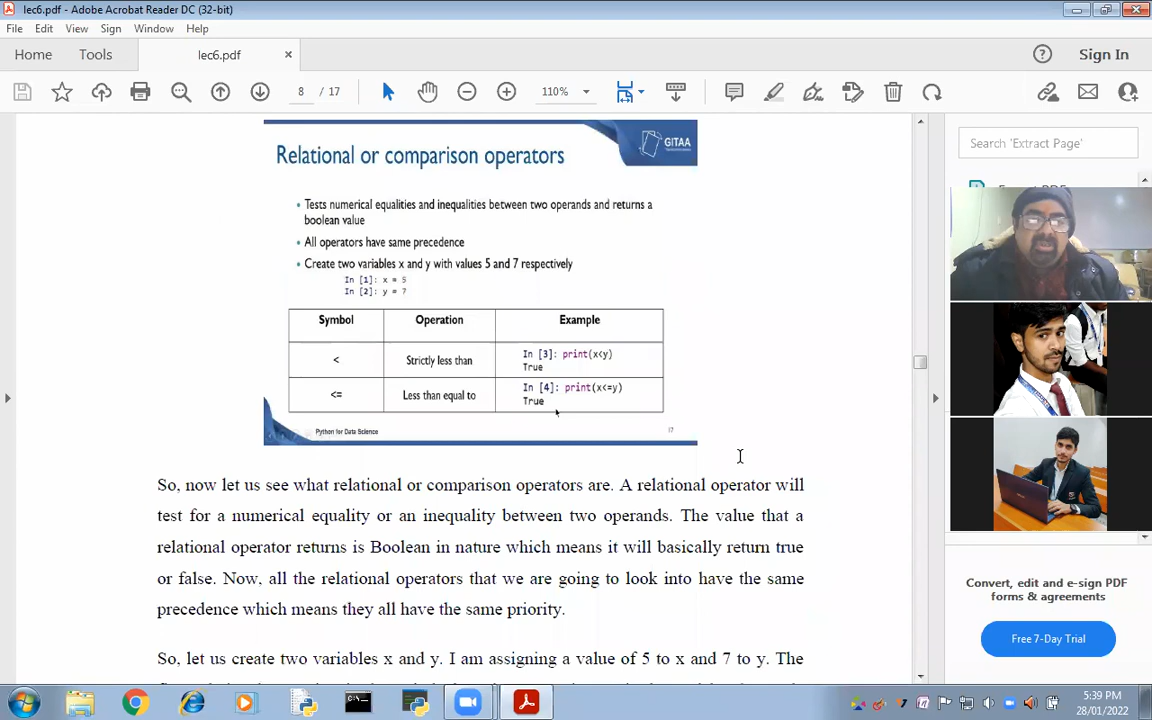 lec6.pdf - Adobe Acrobat Reader DC (32-bit)
File Edit View Sign Window Help
Home Tools lec6.pdf × Sign In
8 / 17 110%
Search 'Extract Page'
GITAA
Relational or comparison operators
• Tests numerical equalities and inequalities between two operands and returns a
boolean value
• All operators have same precedence
• Create two variables x and y with values 5 and 7 respectively
In [1]: x = 5
In [2]: y = 7
Symbol Operation Example
< Strictly less than In [3]: print(x<y)
True
<= Less than equal to In [4]: print(x<=y)
True
Python for Data Science 17
So, now let us see what relational or comparison operators are. A relational operator will
test for a numerical equality or an inequality between two operands. The value that a
relational operator returns is Boolean in nature which means it will basically return true
or false. Now, all the relational operators that we are going to look into have the same
precedence which means they all have the same priority.
So, let us create two variables x and y. I am assigning a value of 5 to x and 7 to y. The
Convert, edit and e-sign PDF
forms & agreements
Free 7-Day Trial
5:39 PM
28/01/2022